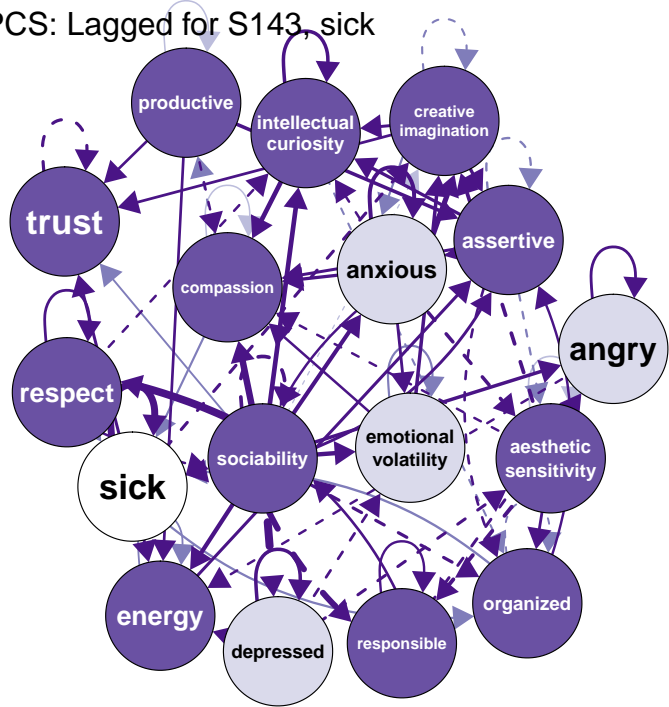 PCS: Lagged for S143, sick
productive
intellectual
curiosity
creative
imagination
trust
assertive
anxious
compassion
angry
respect
emotional
volatility
sociability
aesthetic
sensitivity
sick
energy
organized
depressed
responsible